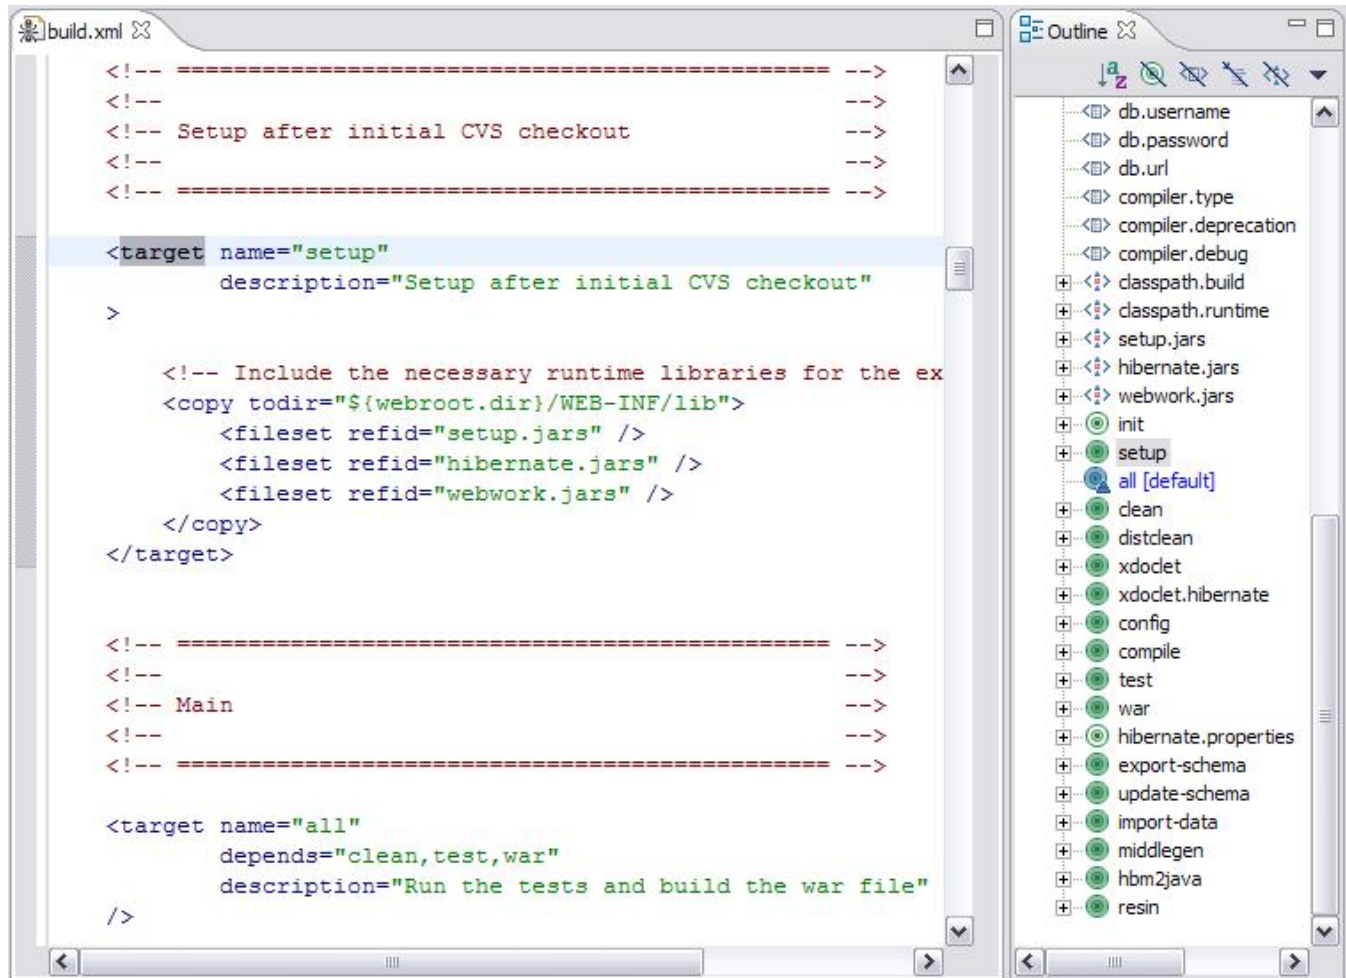 build.xml
<!-- ============================================== -->
<!--                                                -->
<!-- Setup after initial CVS checkout               -->
<!--                                                -->
<!-- ============================================== -->
<target name="setup"
        description="Setup after initial CVS checkout"
>
    <!-- Include the necessary runtime libraries for the ex
    <copy todir="${webroot.dir}/WEB-INF/lib">
        <fileset refid="setup.jars" />
        <fileset refid="hibernate.jars" />
        <fileset refid="webwork.jars" />
    </copy>
</target>
<!-- ============================================== -->
<!--                                                -->
<!-- Main                                           -->
<!--                                                -->
<!-- ============================================== -->
<target name="all"
        depends="clean,test,war"
        description="Run the tests and build the war file"
/>
Outline
db.username
db.password
db.url
compiler.type
compiler.deprecation
compiler.debug
classpath.build
classpath.runtime
setup.jars
hibernate.jars
webwork.jars
init
setup
all [default]
clean
distclean
xdoclet
xdoclet.hibernate
config
compile
test
war
hibernate.properties
export-schema
update-schema
import-data
middlegen
hbm2java
resin